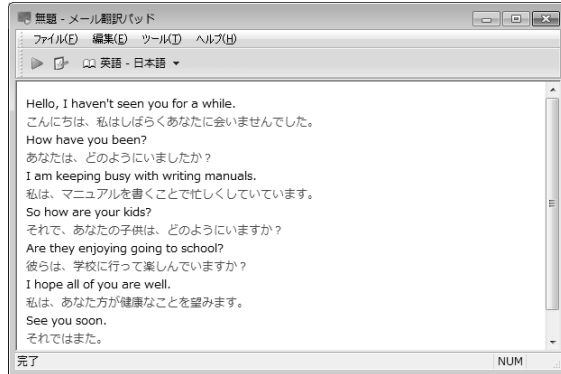 無題 - メール翻訳パッド
ファイル(F) 編集(E) ツール(T) ヘルプ(H)
英語 - 日本語
Hello, I haven't seen you for a while.
こんにちは、私はしばらくあなたに会いませんでした。
How have you been?
あなたは、どのようにいましたか？
I am keeping busy with writing manuals.
私は、マニュアルを書くことで忙しくしていています。
So how are your kids?
それで、あなたの子供は、どのようにいますか？
Are they enjoying going to school?
彼らは、学校に行って楽しんでいますか？
I hope all of you are well.
私は、あなた方が健康なことを望みます。
See you soon.
それではまた。
完了 NUM